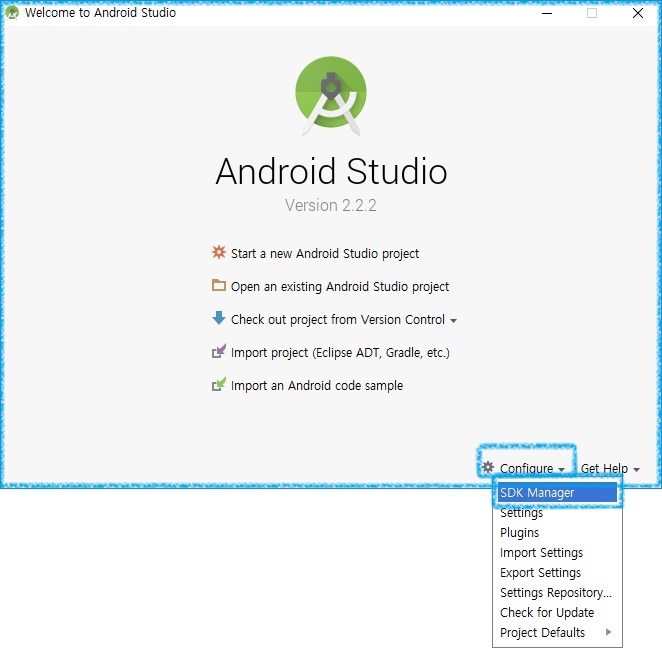 Welcome to Android Studio
Android Studio
Version 2.2.2
Start a new Android Studio project
Open an existing Android Studio project
Check out project from Version Control
Import project (Eclipse ADT, Gradle, etc.)
Import an Android code sample
Configure Get Help
SDK Manager
Settings
Plugins
Import Settings
Export Settings
Settings Repository...
Check for Update
Project Defaults